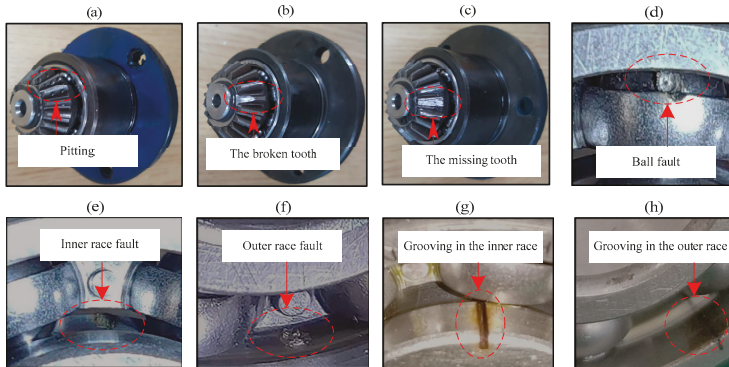 (a)
(b)
(c)
(d)
Pitting
The broken tooth
The missing tooth
Ball fault
(e)
(f)
(g)
(h)
Inner race fault
Outer race fault
Grooving in the inner race
Grooving in the outer race